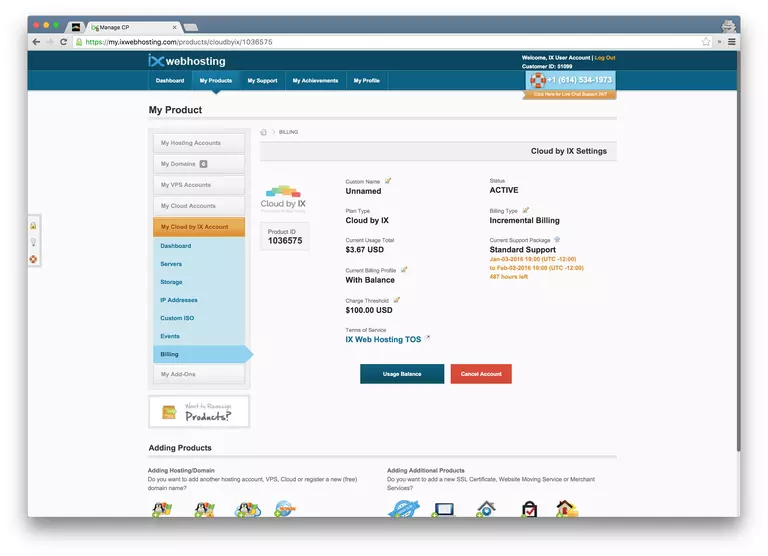 Manage CP
https://my.ixwebhosting.com/products/cloudbyix/1036575
ix webhosting
Welcome, IX User Account | Log Out
Customer ID: 51099
Dashboard
My Products
My Support
My Achievements
My Profile
+1 (614) 534-1973
Click Here for Live Chat Support 24/7
My Product
My Hosting Accounts
My Domains 4
My VPS Accounts
My Cloud Accounts
My Cloud by IX Account
Dashboard
Servers
Storage
IP Addresses
Custom ISO
Events
Billing
My Add-Ons
Want to Reassign
Products?
BILLING
Cloud by IX Settings
Cloud by IX
Product ID
1036575
Custom Name
Unnamed
Plan Type
Cloud by IX
Current Usage Total
$3.67 USD
Current Billing Profile
With Balance
Charge Threshold
$100.00 USD
Terms of Service
IX Web Hosting TOS
Status
ACTIVE
Billing Type
Incremental Billing
Current Support Package
Standard Support
Jan-03-2016 19:00 (UTC -12:00)
to Feb-02-2016 19:00 (UTC -12:00)
487 hours left
Usage Balance
Cancel Account
Adding Products
Adding Hosting/Domain
Do you want to add another hosting account, VPS, Cloud or register a new (free)
domain name?
Adding Additional Products
Do you want to add a new SSL Certificate, Website Moving Service or Merchant
Services?